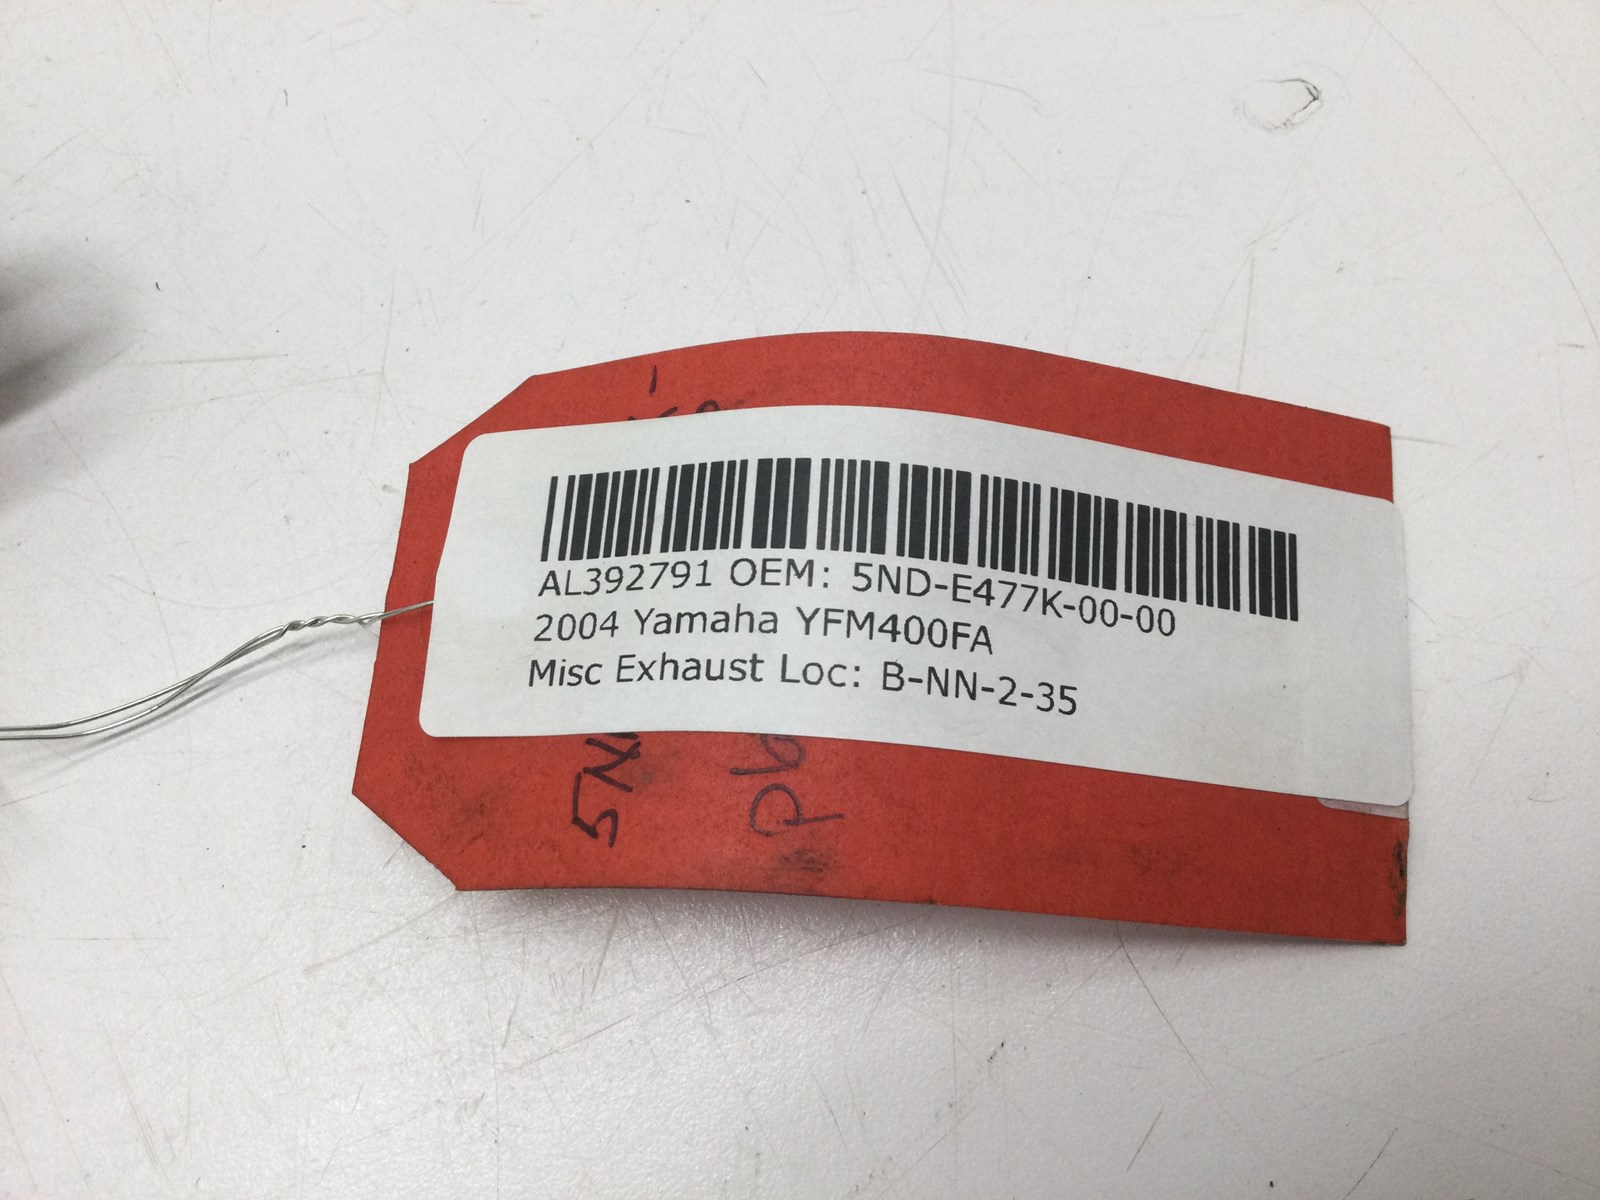 AL392791 OEM: 5ND-E477K-00-00
2004 Yamaha YFM400FA
Misc Exhaust Loc: B-NN-2-35